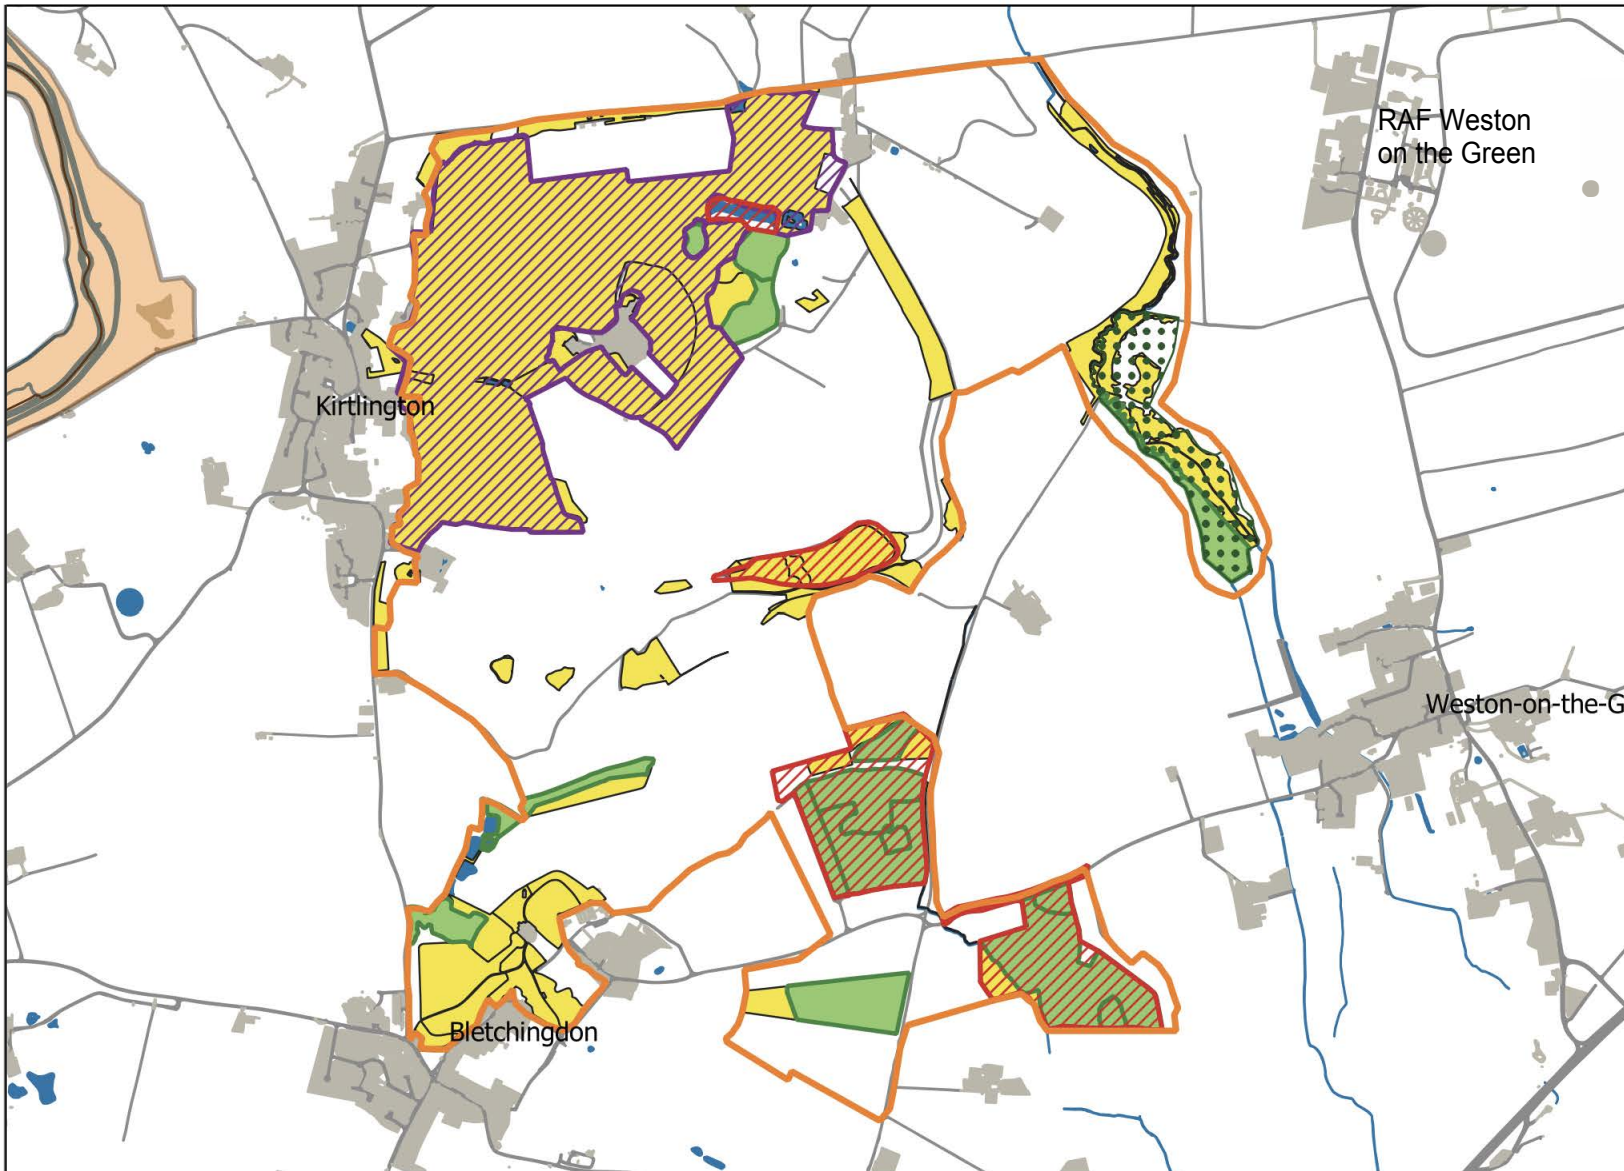 RAF Weston
on the Green
Kirtlington
Weston-on-the-G
Bletchingdon